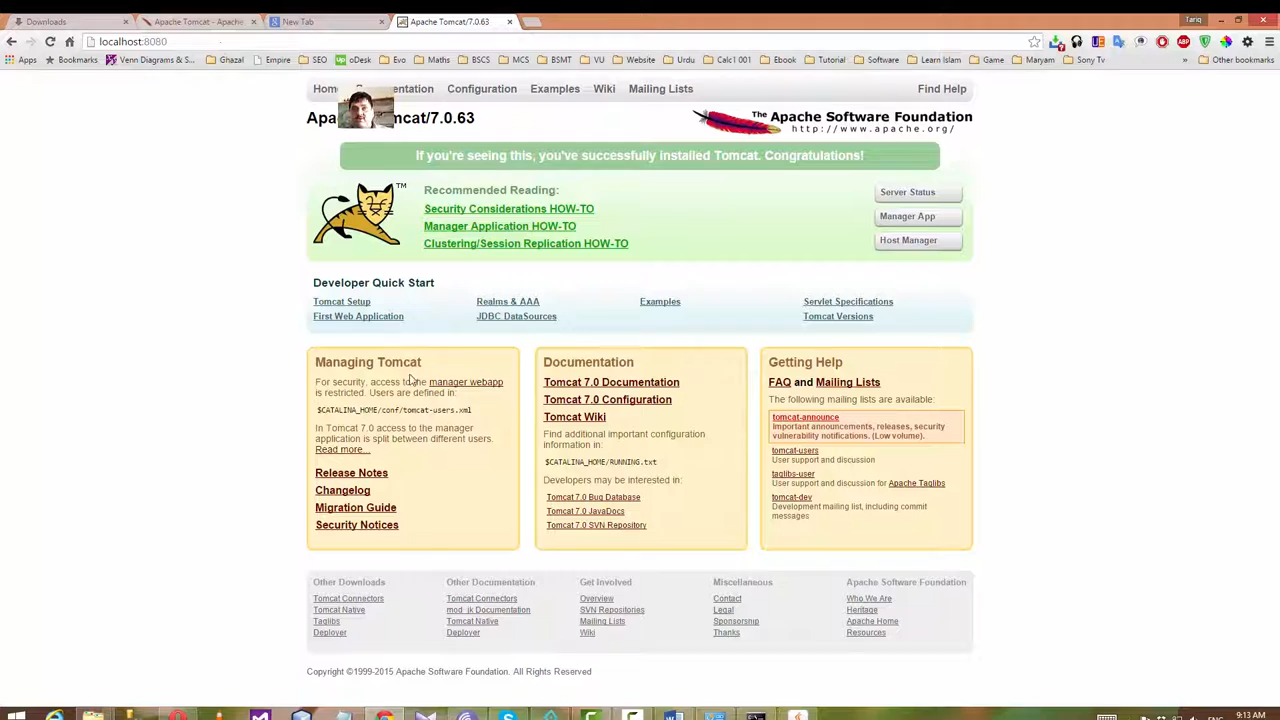 Downloads
Apache Tomcat - Apache
New Tab
Apache Tomcat/7.0.63
Tariq
localhost:8080
Apps
Bookmarks
Venn Diagrams & S...
Ghazal
Empire
SEO
oDesk
Evo
Maths
BSCS
MCS
BSMT
VU
Website
Urdu
Calc1 001
Ebook
Tutorial
Software
Learn Islam
Game
Maryam
Sony Tv
»
Other bookmarks
Hom
entation
Configuration
Examples
Wiki
Mailing Lists
Find Help
Apa mcat/7.0.63
The Apache Software Foundation
http://www.apache.org/
If you're seeing this, you've successfully installed Tomcat. Congratulations!
TM
Recommended Reading:
Security Considerations HOW-TO
Manager Application HOW-TO
Clustering/Session Replication HOW-TO
Server Status
Manager App
Host Manager
Developer Quick Start
Tomcat Setup
First Web Application
Realms & AAA
JDBC DataSources
Examples
Servlet Specifications
Tomcat Versions
Managing Tomcat
For security, access to the manager webapp
is restricted. Users are defined in:
$CATALINA_HOME/conf/tomcat-users.xml
In Tomcat 7.0 access to the manager
application is split between different users.
Read more...
Release Notes
Changelog
Migration Guide
Security Notices
Documentation
Tomcat 7.0 Documentation
Tomcat 7.0 Configuration
Tomcat Wiki
Find additional important configuration
information in:
$CATALINA_HOME/RUNNING.txt
Developers may be interested in:
Tomcat 7.0 Bug Database
Tomcat 7.0 JavaDocs
Tomcat 7.0 SVN Repository
Getting Help
FAQ and Mailing Lists
The following mailing lists are available:
tomcat-announce
Important announcements, releases, security
vulnerability notifications. (Low volume).
tomcat-users
User support and discussion
taglibs-user
User support and discussion for Apache Taglibs
tomcat-dev
Development mailing list, including commit
messages
Other Downloads
Tomcat Connectors
Tomcat Native
Taglibs
Deployer
Other Documentation
Tomcat Connectors
mod_jk Documentation
Tomcat Native
Deployer
Get Involved
Overview
SVN Repositories
Mailing Lists
Wiki
Miscellaneous
Contact
Legal
Sponsorship
Thanks
Apache Software Foundation
Who We Are
Heritage
Apache Home
Resources
Copyright ©1999-2015 Apache Software Foundation. All Rights Reserved
ENG
9:13 AM